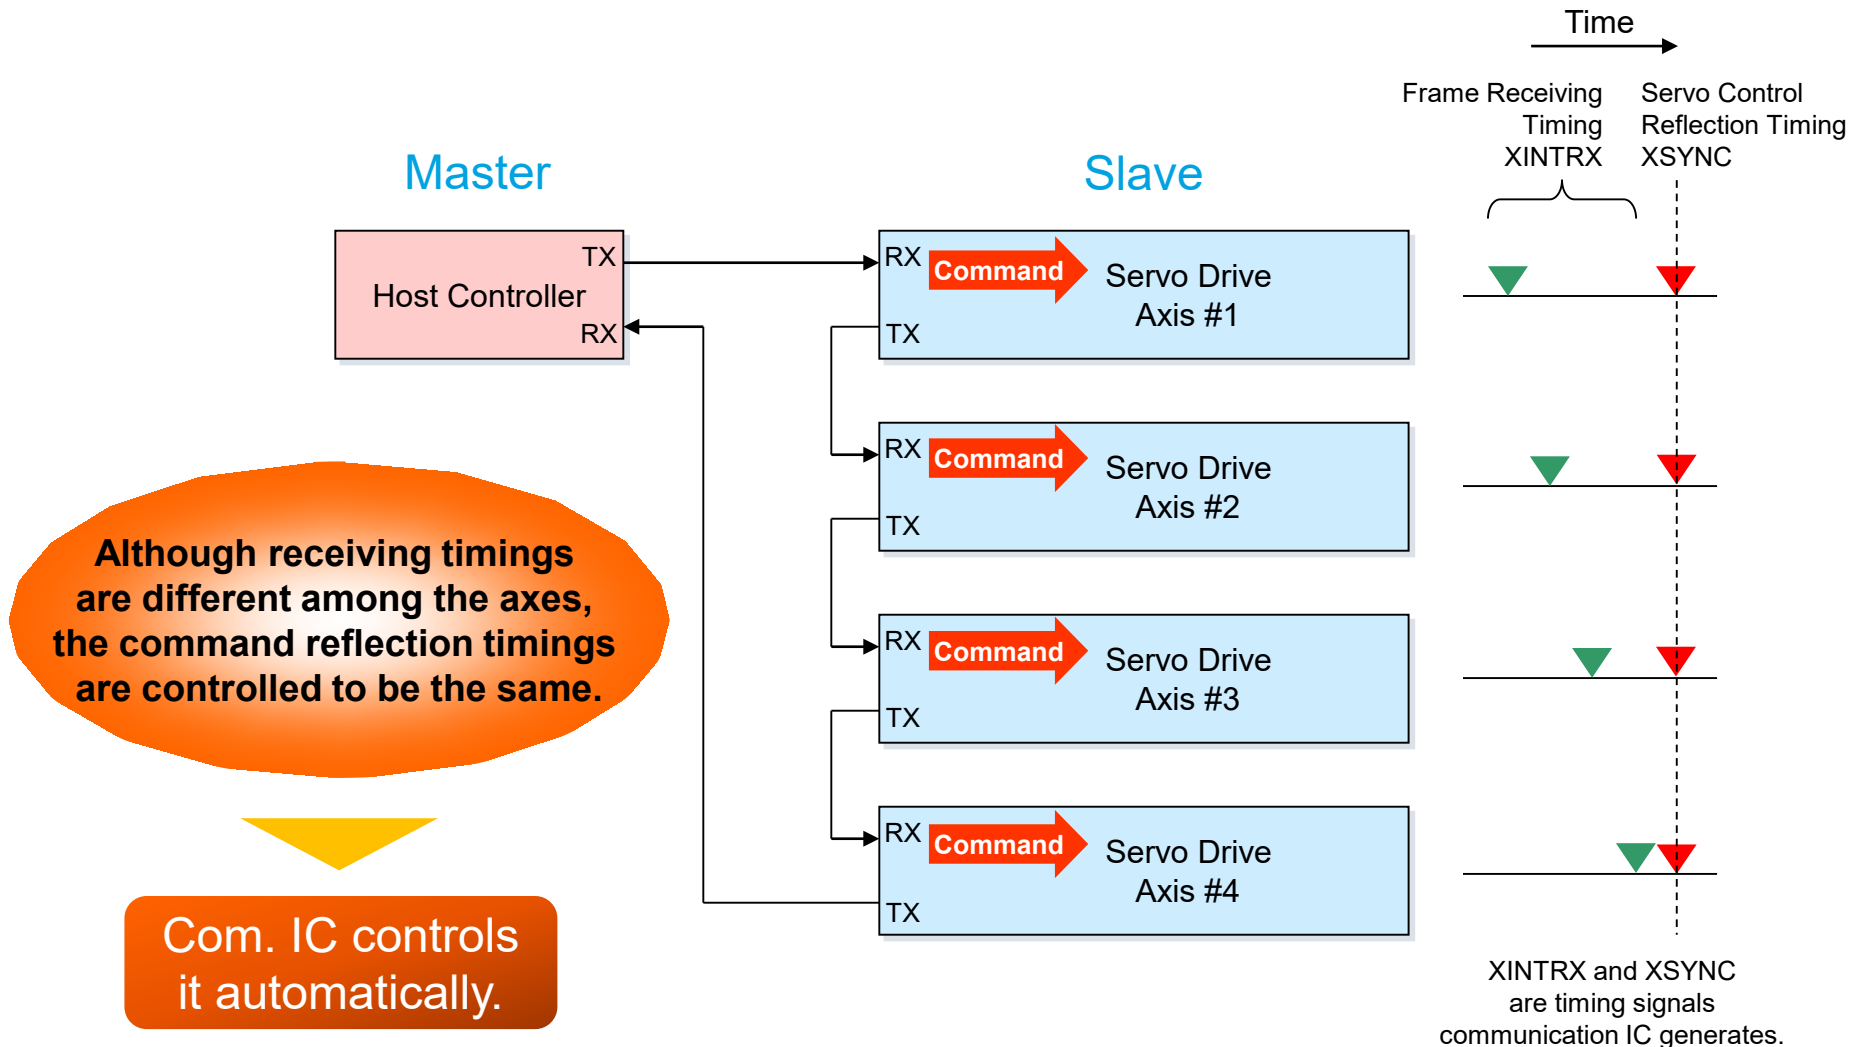 Time
Frame Receiving
Timing
XINTRX
Servo Control
Reflection Timing
XSYNC
Master
Slave
TX
Host Controller
RX
RX
Command
Servo Drive
Axis #1
TX
RX
Command
Servo Drive
Axis #2
TX
RX
Command
Servo Drive
Axis #3
TX
RX
Command
Servo Drive
Axis #4
TX
Although receiving timings
are different among the axes,
the command reflection timings
are controlled to be the same.
Com. IC controls
it automatically.
XINTRX and XSYNC
are timing signals
communication IC generates.